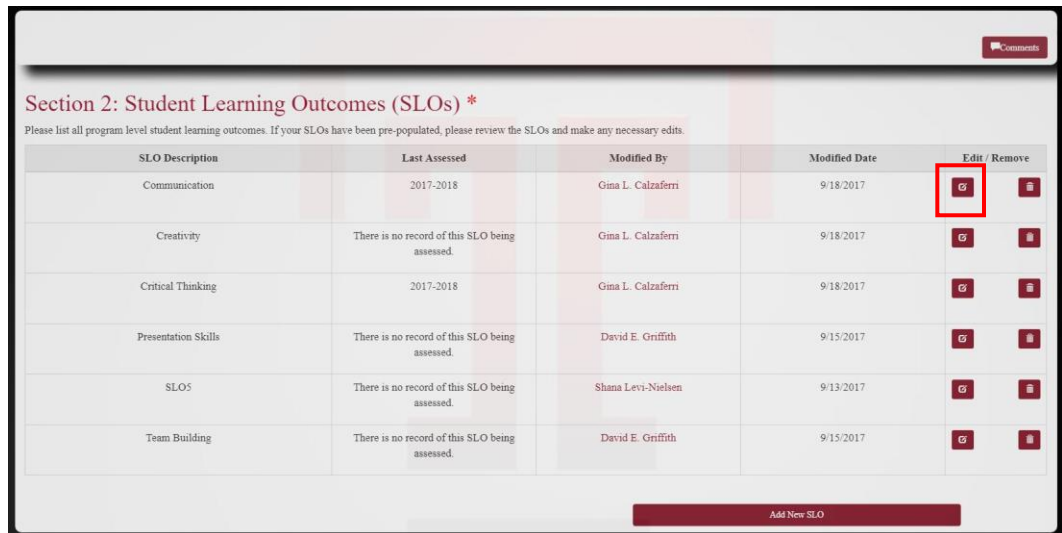 Comments
Section 2: Student Learning Outcomes (SLOs) *
Please list all program level student learning outcomes. If your SLOs have been pre-populated, please review the SLOs and make any necessary edits.
SLO Description Last Assessed Modified By Modified Date Edit / Remove
Communication 2017-2018 Gina L. Calzaferri 9/18/2017
Creativity There is no record of this SLO being assessed. Gina L. Calzaferri 9/18/2017
Critical Thinking 2017-2018 Gina L. Calzaferri 9/18/2017
Presentation Skills There is no record of this SLO being assessed. David E. Griffith 9/15/2017
SLO5 There is no record of this SLO being assessed. Shana Levi-Nielsen 9/13/2017
Team Building There is no record of this SLO being assessed. David E. Griffith 9/15/2017
Add New SLO